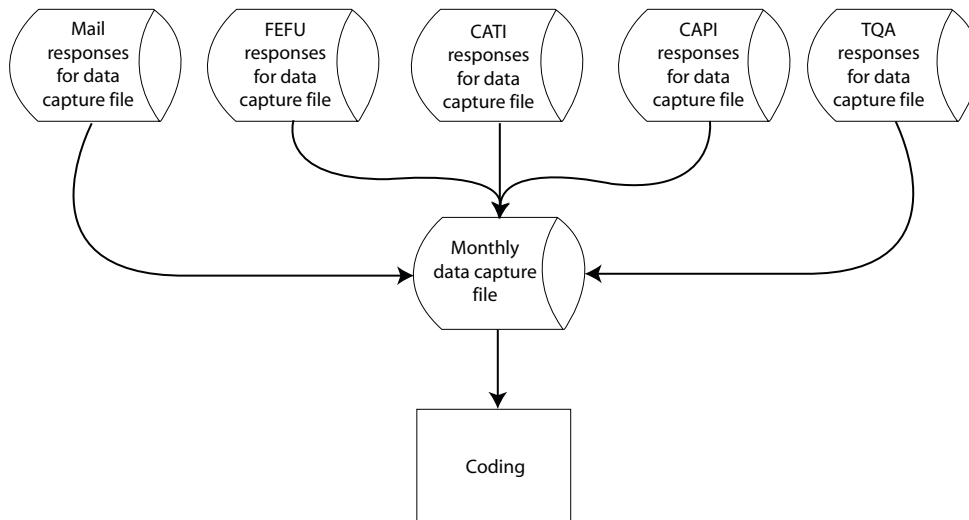 Mail
responses
for data
capture file
FEFU
responses
for data
capture file
CATI
responses
for data
capture file
CAPI
responses
for data
capture file
TQA
responses
for data
capture file
Monthly
data capture
file
Coding